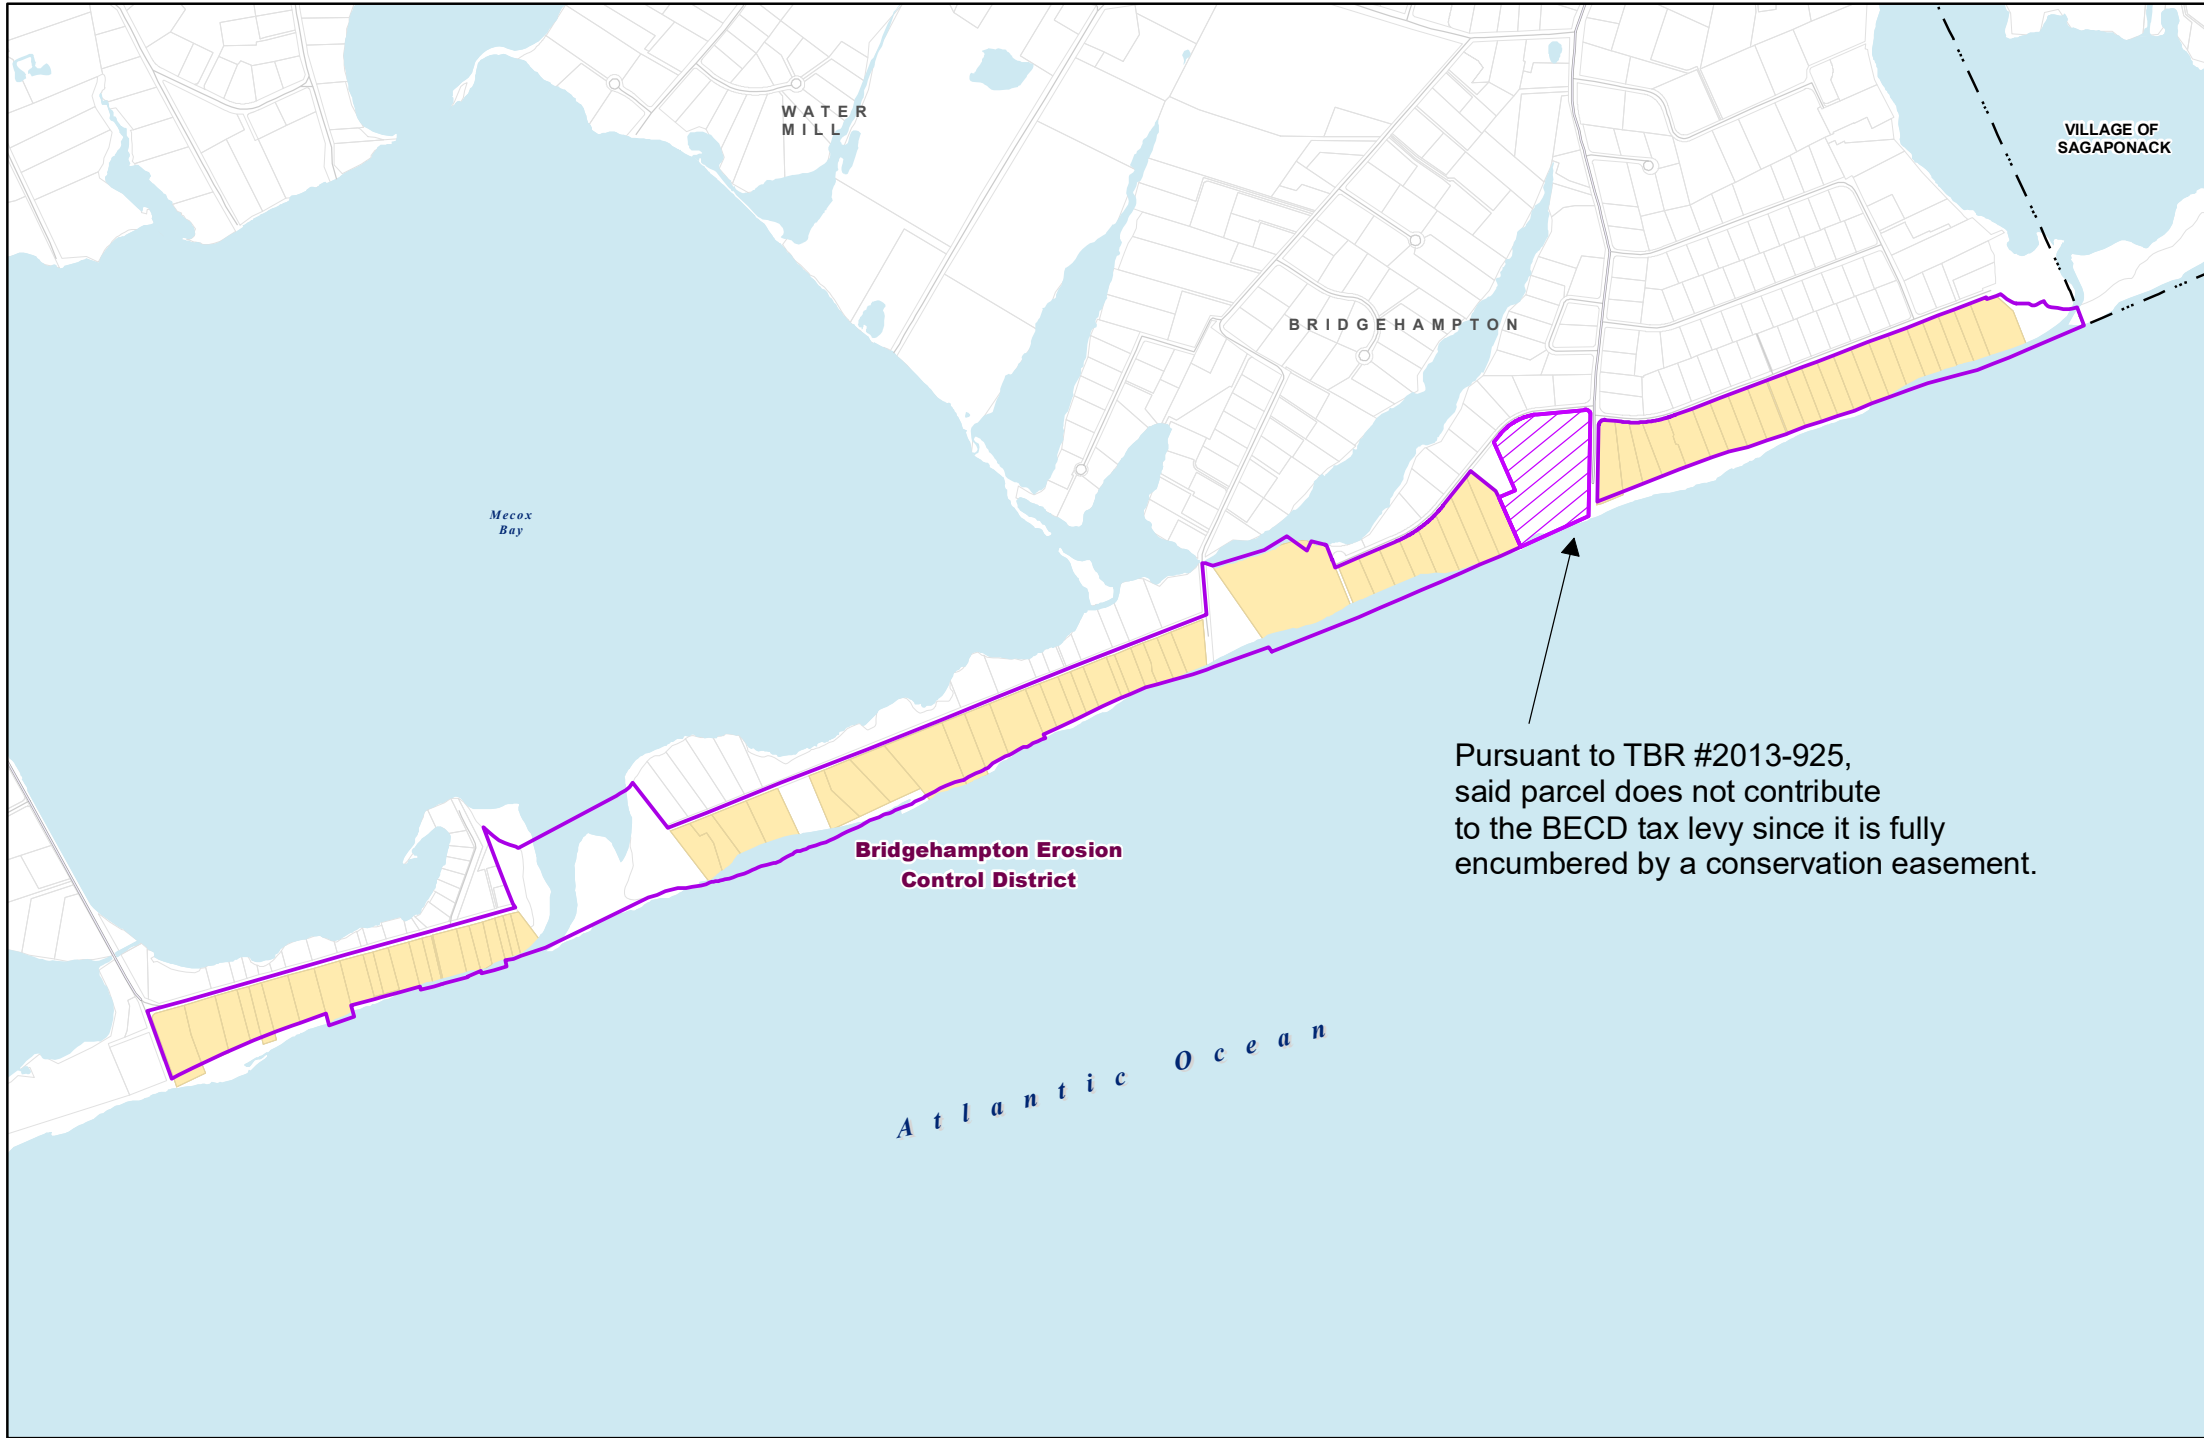 WATER
MILL
VILLAGE OF
SAGAPONACK
BRIDGEHAMPTON
Mecox
Bay
Pursuant to TBR #2013-925,
said parcel does not contribute
to the BECD tax levy since it is fully
encumbered by a conservation easement.
Bridgehampton Erosion
Control District
Atlantic Ocean